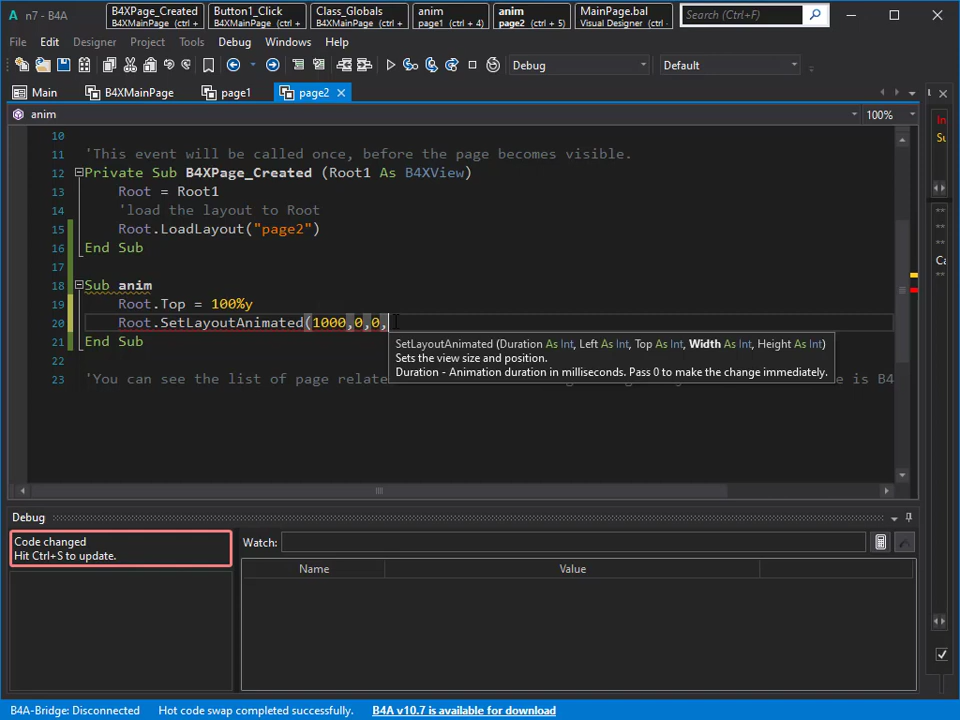 n7 - B4A
B4XPage_Created
B4XMainPage (ctrl +
Button1_Click
B4XMainPage (ctrl +
Class_Globals
B4XMainPage (ctrl +
anim
page1 (ctrl + 4)
anim
page2 (ctrl + 5)
MainPage.bal
Visual Designer (ctrl
Search (Ctrl+F)
File Edit Designer Project Tools Debug Windows Help
Debug
Default
Main B4XMainPage page1 page2
anim
100%
10
11 'This event will be called once, before the page becomes visible.
12 Private Sub B4XPage_Created (Root1 As B4XView)
13 Root = Root1
14 'load the layout to Root
15 Root.LoadLayout("page2")
16 End Sub
17
18 Sub anim
19 Root.Top = 100%y
20 Root.SetLayoutAnimated(1000,0,0,
21 End Sub
22
23 'You can see the list of page relate
SetLayoutAnimated (Duration As Int, Left As Int, Top As Int, Width As Int, Height As Int)
Sets the view size and position.
Duration - Animation duration in milliseconds. Pass 0 to make the change immediately.
e is B4
In
Su
**
**
**
Ca
**
Debug
Code changed
Hit Ctrl+S to update.
Watch:
Name Value
B4A-Bridge: Disconnected Hot code swap completed successfully. B4A v10.7 is available for download